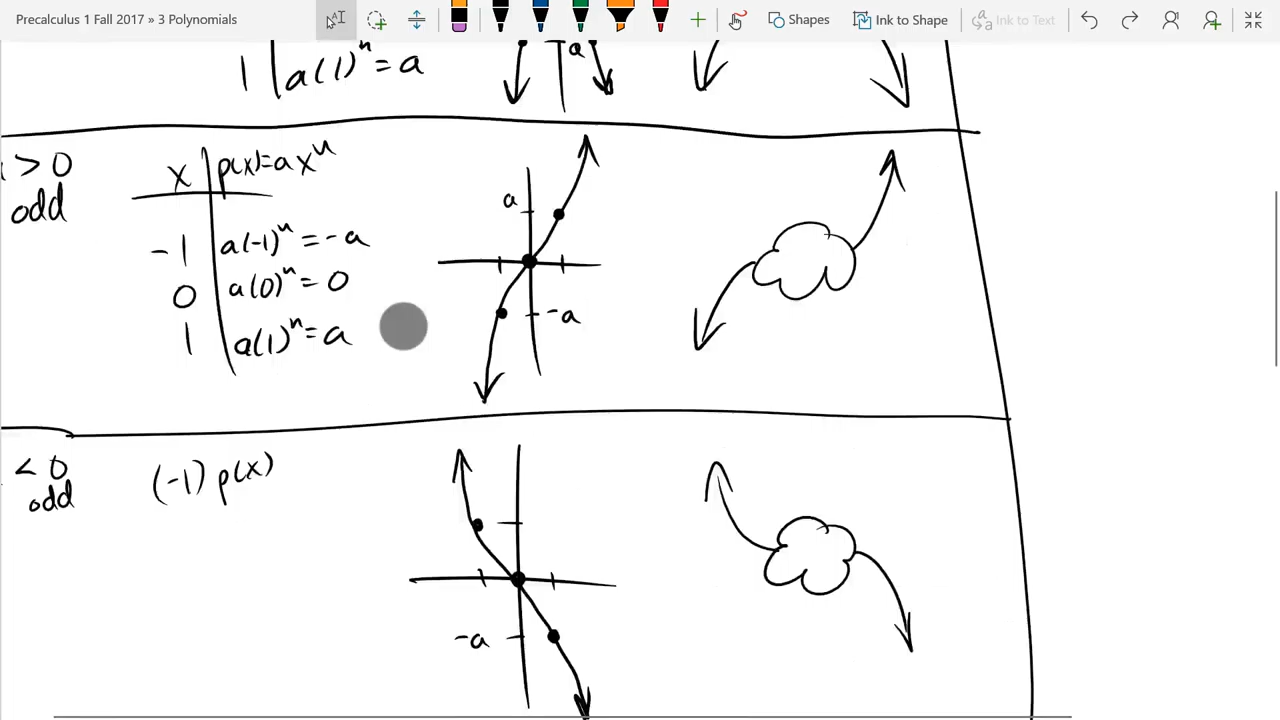 Precalculus 1 Fall 2017 » 3 Polynomials
Shapes
Ink to Shape
Ink to Text
1 a(1)^n = a
a
> 0
odd
x p(x)=ax^n
-1 a(-1)^n = -a
0 a(0)^n = 0
1 a(1)^n = a
a
-a
< 0
odd
(-1) p(x)
-a